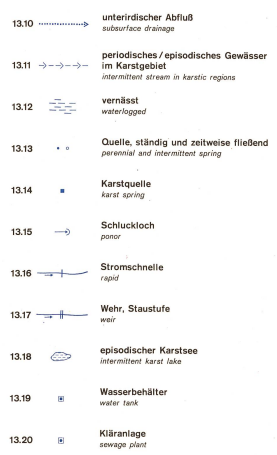 13.10 unterirdischer Abfluß
subsurface drainage
13.11 periodisches/episodisches Gewässer
im Karstgebiet
intermittent stream in karstic regions
13.12 vernässt
waterlogged
13.13 Quelle, ständig und zeitweise fließend
perennial and intermittent spring
13.14 Karstquelle
karst spring
13.15 Schluckloch
ponor
13.16 Stromschnelle
rapid
13.17 Wehr, Staustufe
weir
13.18 episodischer Karstsee
intermittent karst lake
13.19 Wasserbehälter
water tank
13.20 Kläranlage
sewage plant